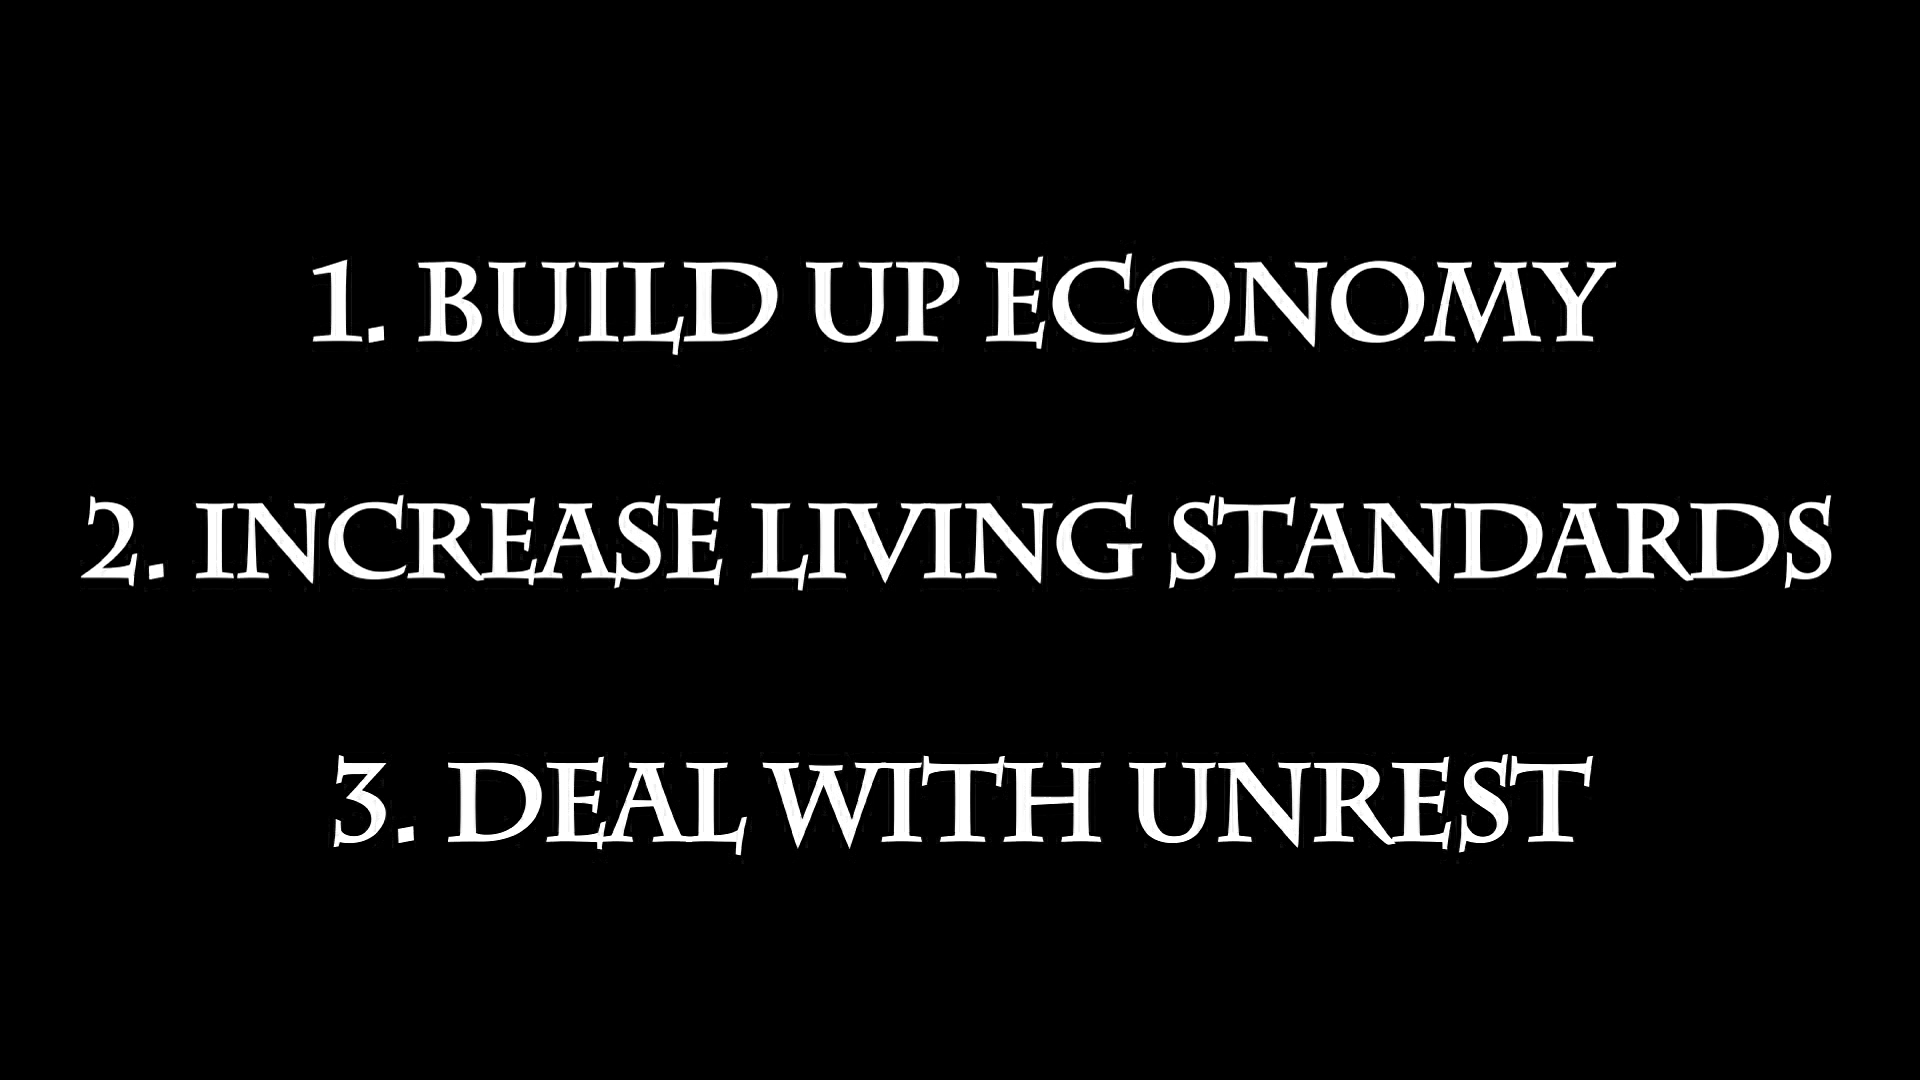 1. BUILD UP ECONOMY
2. INCREASE LIVING STANDARDS
3. DEAL WITH UNREST